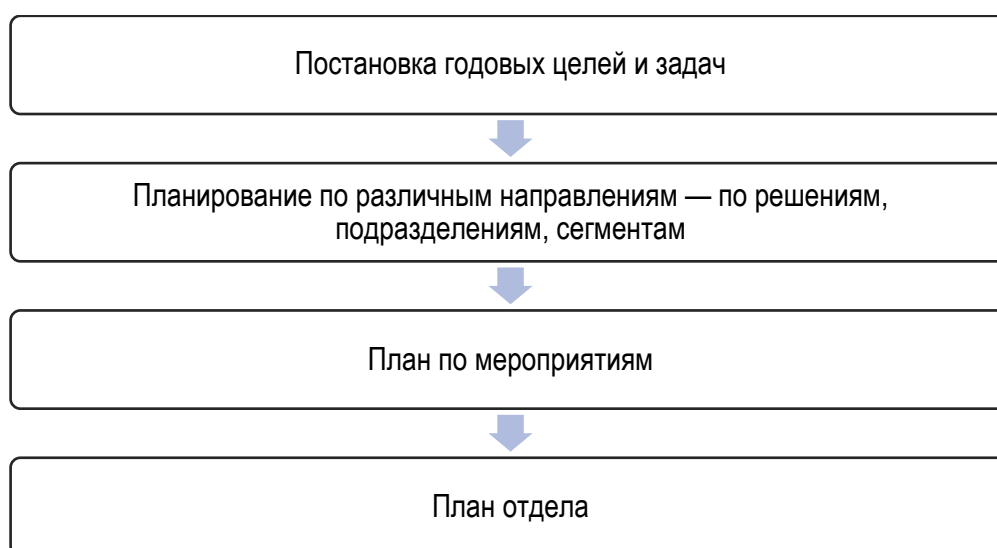 Постановка годовых целей и задач
Планирование по различным направлениям — по решениям,
подразделениям, сегментам
План по мероприятиям
План отдела